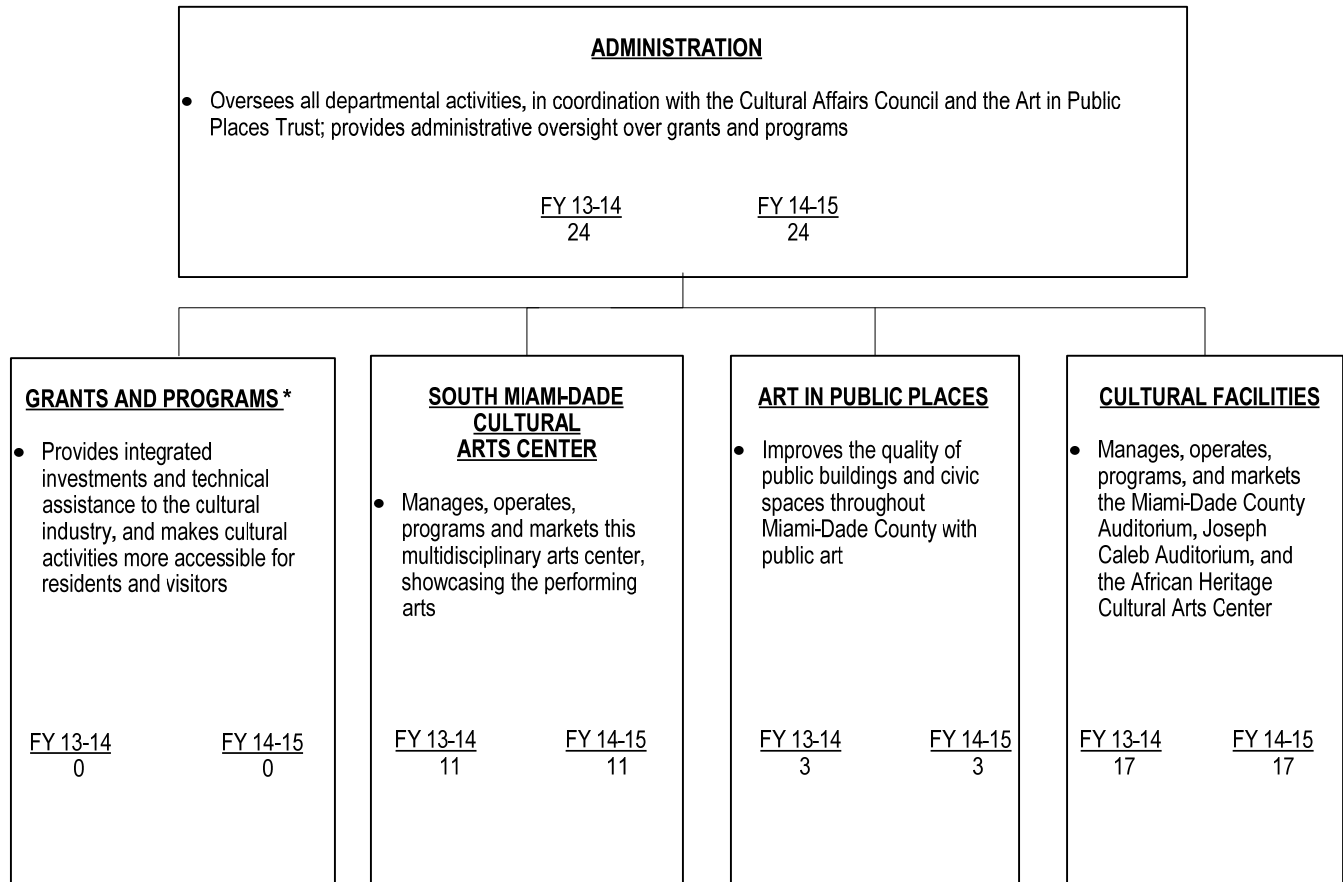 ADMINISTRATION
• Oversees all departmental activities, in coordination with the Cultural Affairs Council and the Art in Public
Places Trust; provides administrative oversight over grants and programs
FY 13-14 FY 14-15
24 24
GRANTS AND PROGRAMS *
• Provides integrated
investments and technical
assistance to the cultural
industry, and makes cultural
activities more accessible for
residents and visitors
FY 13-14 FY 14-15
0 0
SOUTH MIAMI-DADE
CULTURAL
ARTS CENTER
• Manages, operates,
programs and markets this
multidisciplinary arts center,
showcasing the performing
arts
FY 13-14 FY 14-15
11 11
ART IN PUBLIC PLACES
• Improves the quality of
public buildings and civic
spaces throughout
Miami-Dade County with
public art
FY 13-14 FY 14-15
3 3
CULTURAL FACILITIES
• Manages, operates,
programs, and markets
the Miami-Dade County
Auditorium, Joseph
Caleb Auditorium, and
the African Heritage
Cultural Arts Center
FY 13-14 FY 14-15
17 17